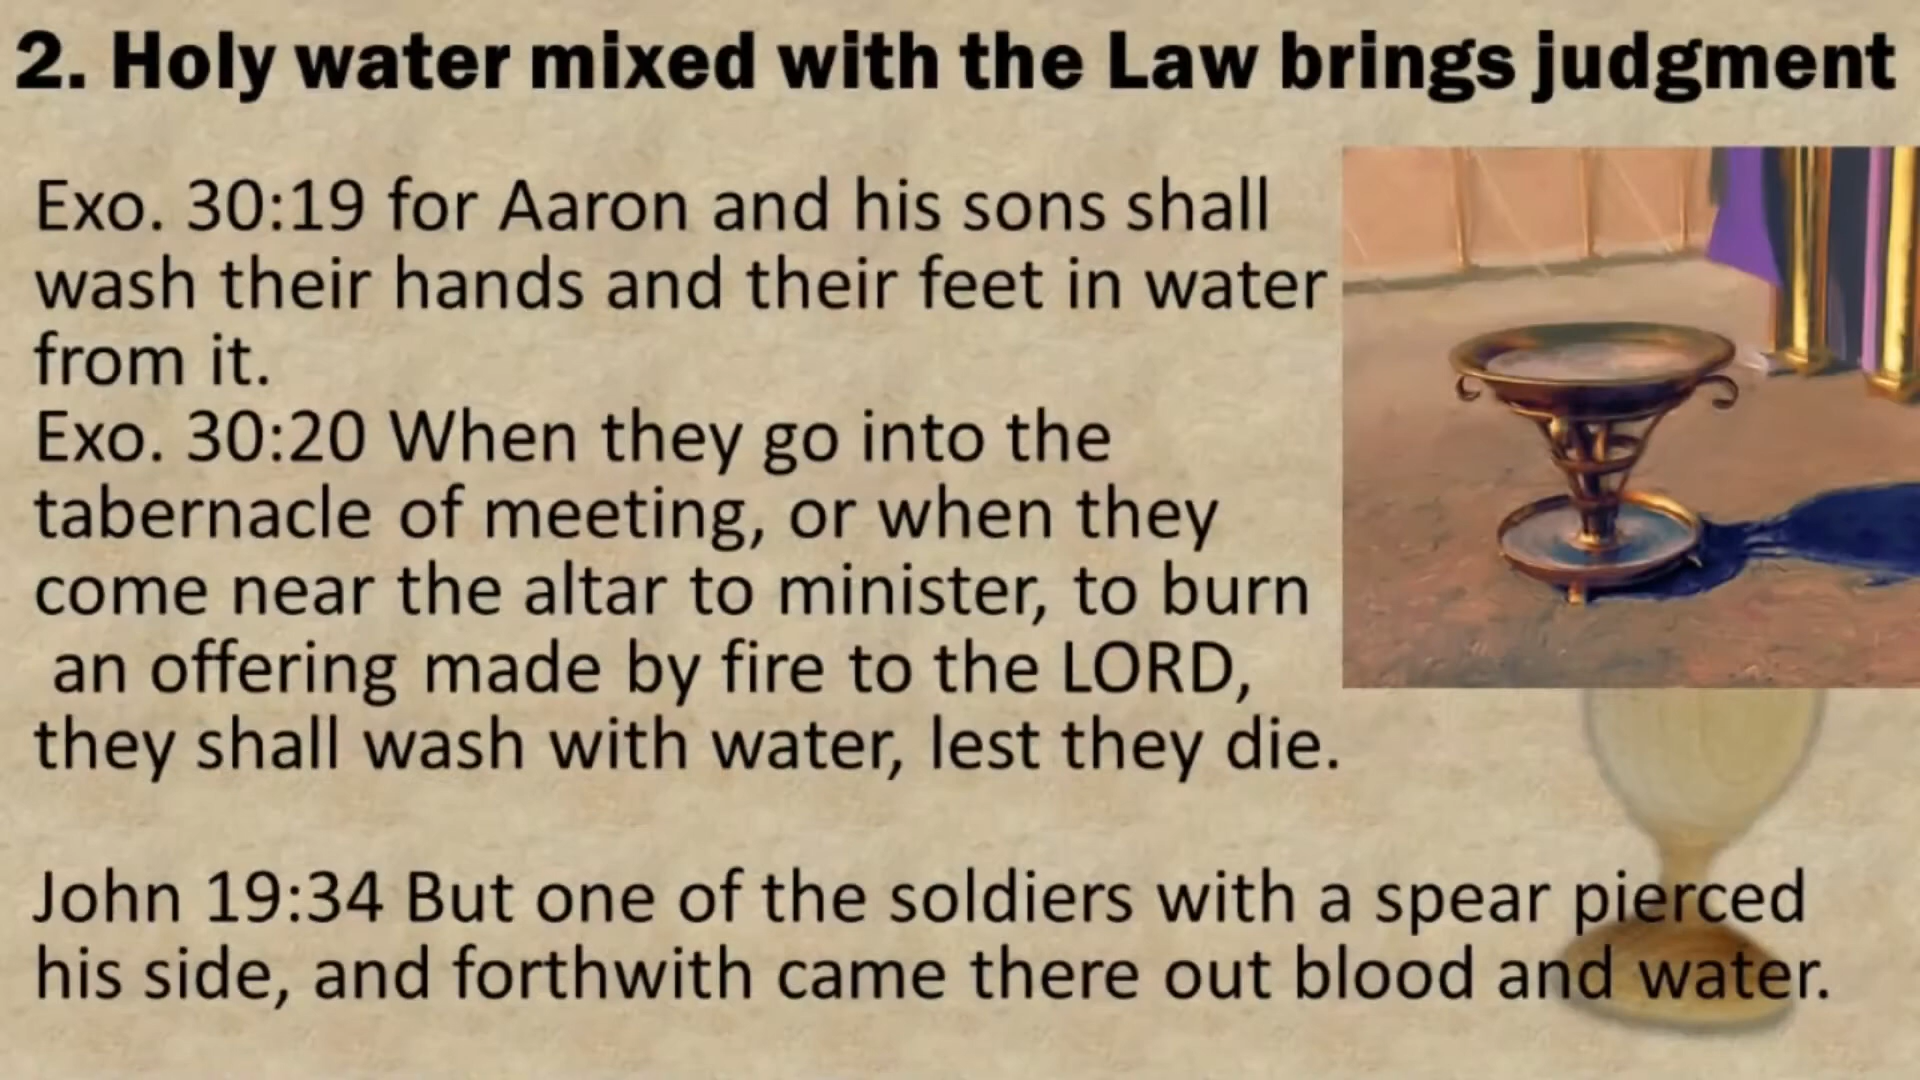 2. Holy water mixed with the Law brings judgment
Exo. 30:19 for Aaron and his sons shall
wash their hands and their feet in water
from it.
Exo. 30:20 When they go into the
tabernacle of meeting, or when they
come near the altar to minister, to burn
an offering made by fire to the LORD,
they shall wash with water, lest they die.
John 19:34 But one of the soldiers with a spear pierced
his side, and forthwith came there out blood and water.